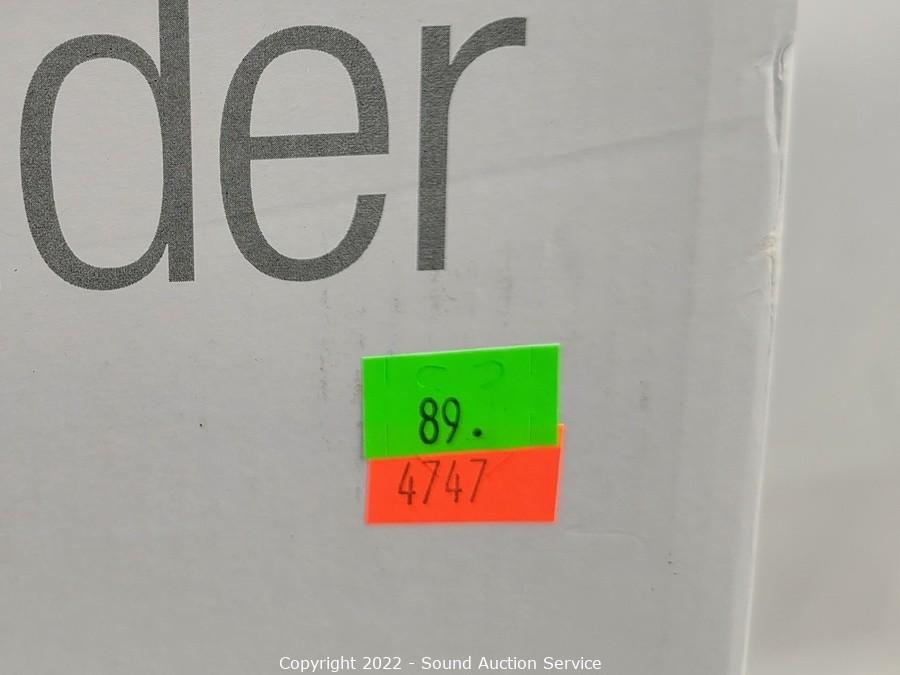 der
89.
4747
Copyright 2022 - Sound Auction Service